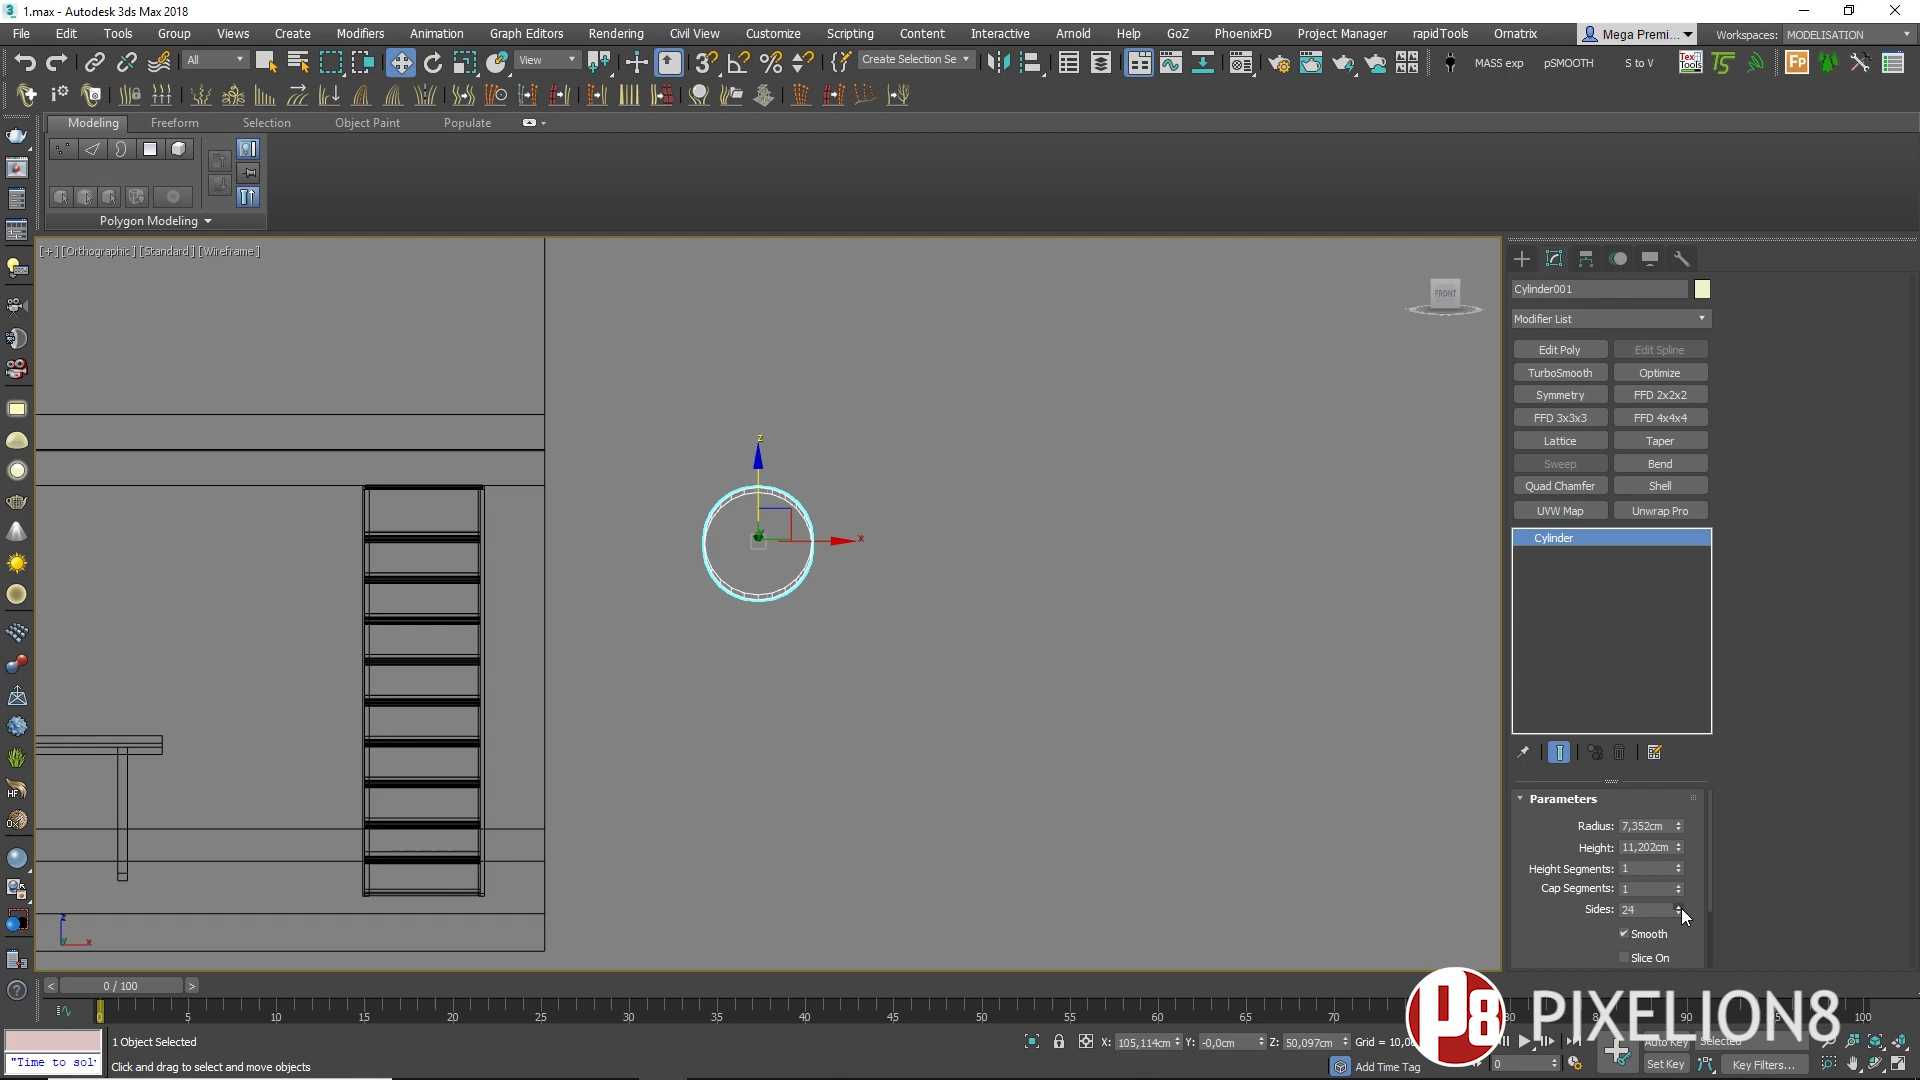 1.max - Autodesk 3ds Max 2018
File Edit Tools Group Views Create Modifiers Animation Graph Editors Rendering Civil View Customize Scripting Content Interactive Arnold Help GoZ PhoenixFD Project Manager rapidTools Ornatrix Mega Premi... Workspaces: MODELISATION
All View Create Selection Se MASS exp pSMOOTH S to V
Modeling Freeform Selection Object Paint Populate
Polygon Modeling
[+] [Orthographic] [Standard] [Wireframe]
FRONT
Cylinder001
Modifier List
Edit Poly Edit Spline
TurboSmooth Optimize
Symmetry FFD 2x2x2
FFD 3x3x3 FFD 4x4x4
Lattice Taper
Sweep Bend
Quad Chamfer Shell
UVW Map Unwrap Pro
Cylinder
z
x
Parameters
Radius: 7,352cm
Height: 11,202cm
Height Segments: 1
Cap Segments: 1
Sides: 24
Smooth
Slice On
z
x
0 / 100
0 5 10 15 20 25 30 35 40 45 50 55 60 65 70 80 90 100
P8 PIXELION8
1 Object Selected X: 105,114cm Y: -0,0cm Z: 50,097cm Grid = 10,0 Auto Key Selected
"Time to sol Click and drag to select and move objects Add Time Tag 0 Set Key Key Filters...